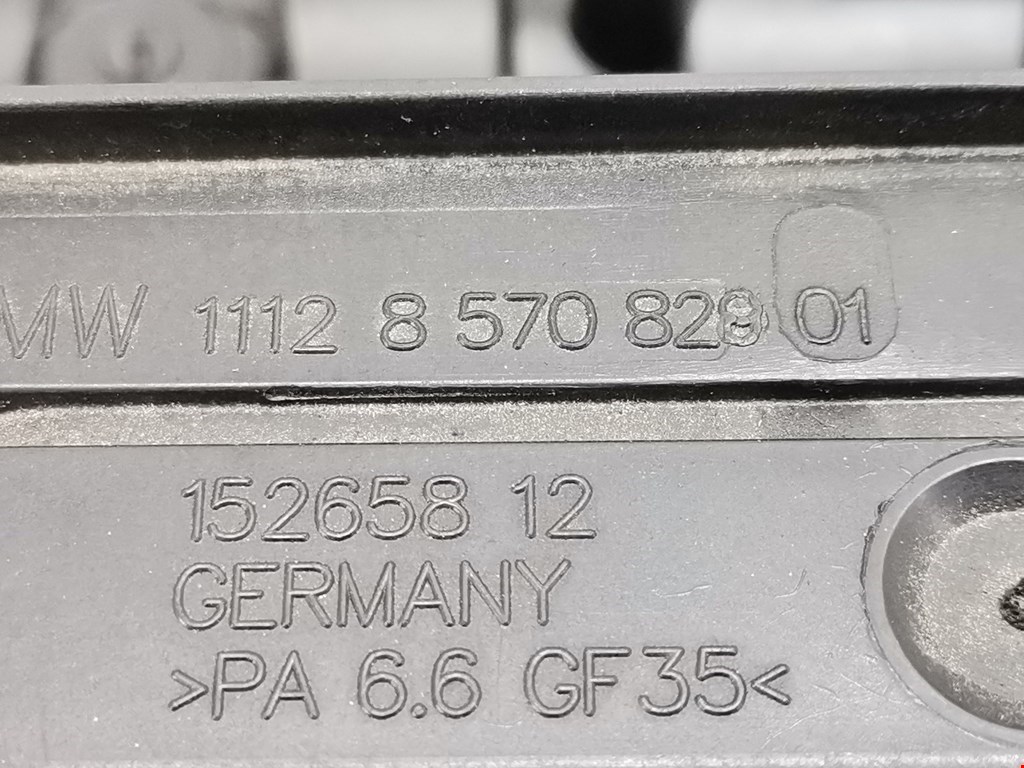 MW 1112 8 570 828 01
152658 12
GERMANY
>PA 6.6 GF35<